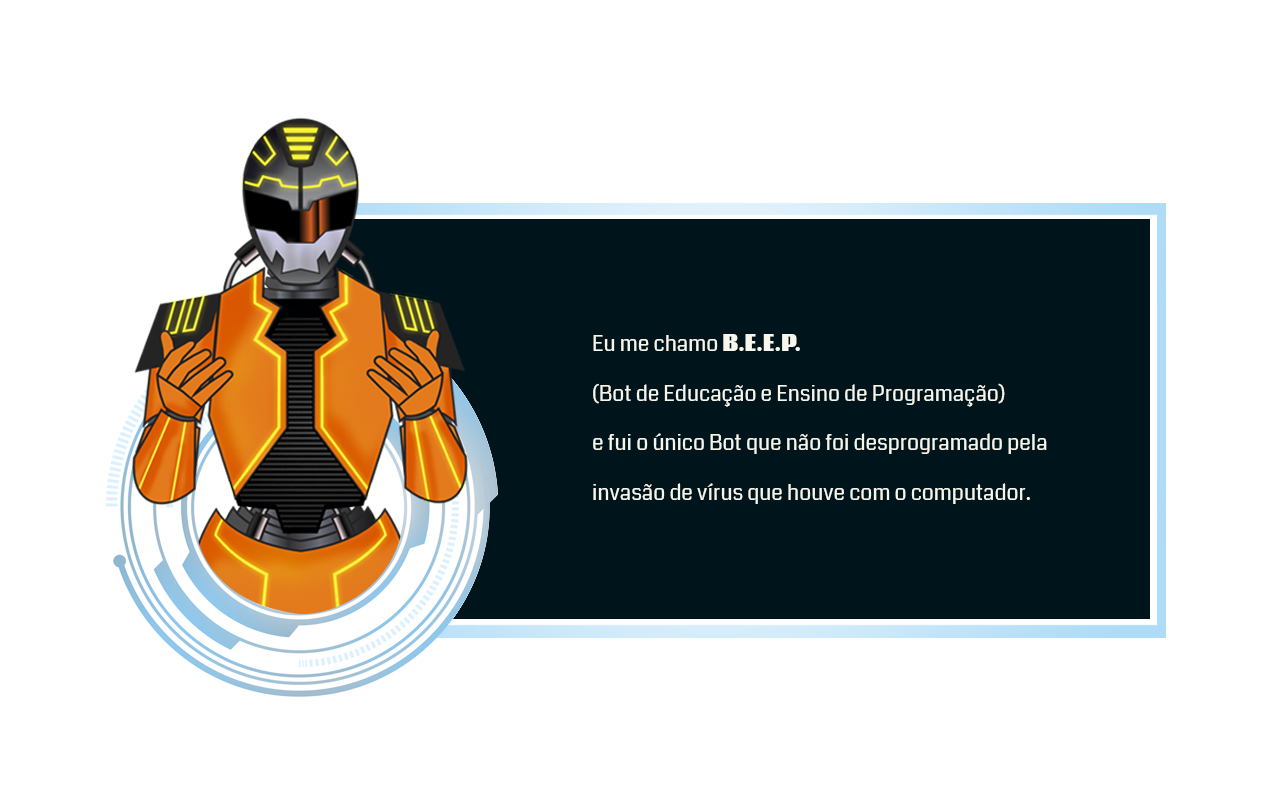 Eu me chamo B.E.E.P.
(Bot de Educação e Ensino de Programação)
e fui o único Bot que não foi desprogramado pela
invasão de vírus que houve com o computador.